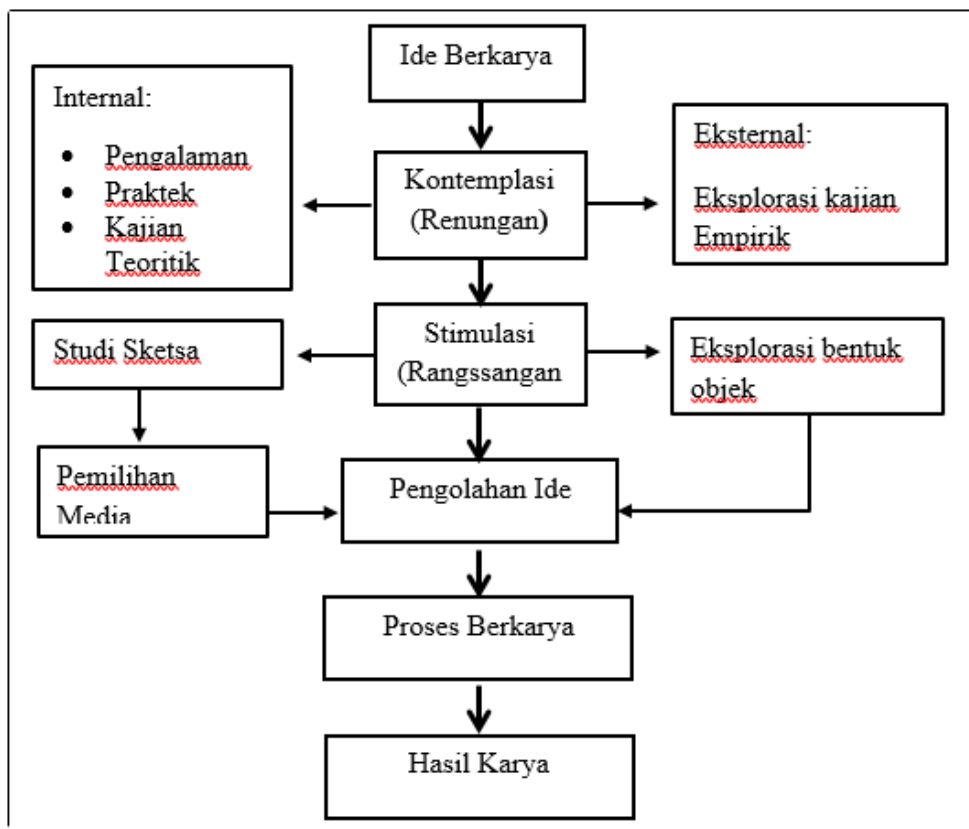 Ide Berkarya
Internal:
• Pengalaman
• Praktek
• Kajian
Teoritik
Kontemplasi
(Renungan)
Eksternal:
Eksplorasi kajian
Empirik
Studi Sketsa
Stimulasi
(Rangssangan
Eksplorasi bentuk
objek
Pemilihan
Media
Pengolahan Ide
Proses Berkarya
Hasil Karya